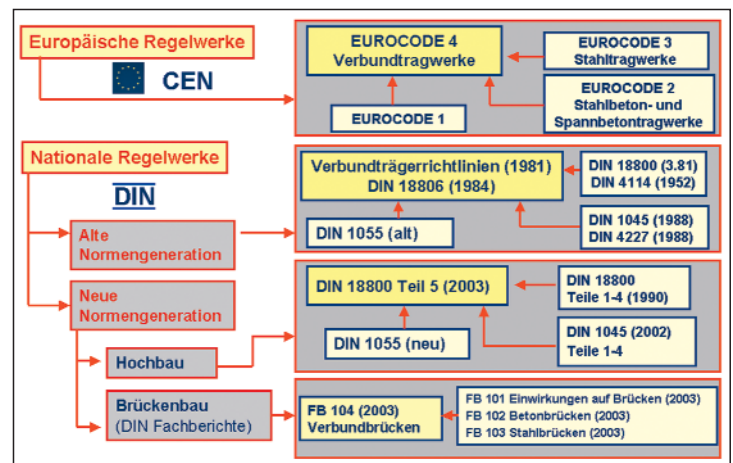 Europäische Regelwerke
CEN
EUROCODE 4
Verbundtragwerke
EUROCODE 3
Stahltragwerke
EUROCODE 1
EUROCODE 2
Stahlbeton- und
Spannbetontragwerke
Nationale Regelwerke
DIN
Alte
Normengeneration
Verbundträgerrichtlinien (1981)
DIN 18806 (1984)
DIN 18800 (3.81)
DIN 4114 (1952)
DIN 1055 (alt)
DIN 1045 (1988)
DIN 4227 (1988)
Neue
Normengeneration
Hochbau
DIN 18800 Teil 5 (2003)
DIN 18800
Teile 1-4 (1990)
DIN 1055 (neu)
DIN 1045 (2002)
Teile 1-4
Brückenbau
(DIN Fachberichte)
FB 104 (2003)
Verbundbrücken
FB 101 Einwirkungen auf Brücken (2003)
FB 102 Betonbrücken (2003)
FB 103 Stahlbrücken (2003)